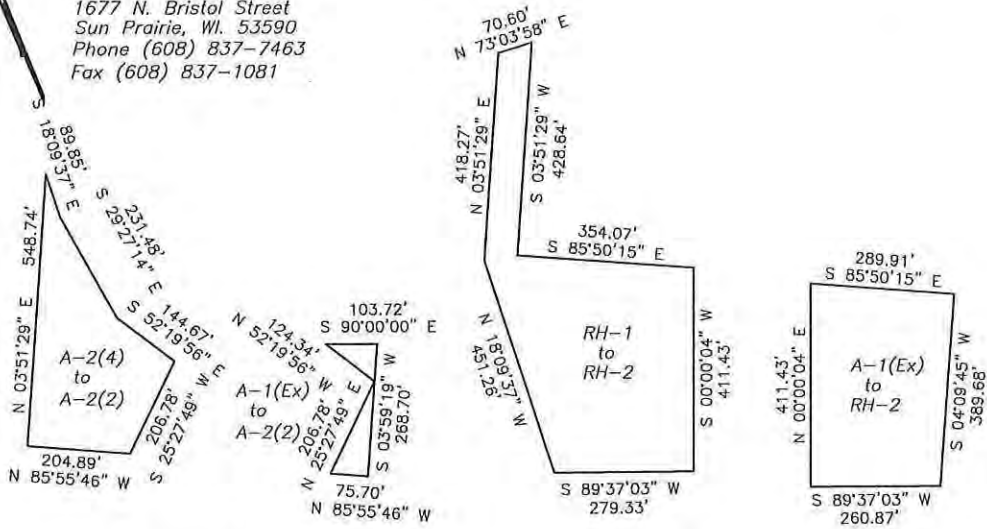 1677 N. Bristol Street
Sun Prairie, WI. 53590
Phone (608) 837-7463
Fax (608) 837-1081
89.85'
S 18°09'37" E
231.48'
S 29°27'14" E
144.67'
S 52°19'56" E
548.74'
N 03°51'29" E
A-2(4)
to
A-2(2)
206.78'
S 25°27'49" W
204.89'
N 85°55'46" W
103.72'
S 90°00'00" E
124.34'
N 52°19'56" W
A-1(Ex)
to
A-2(2)
206.78'
N 25°27'49" E
S 03°59'19" W
268.70'
75.70'
N 85°55'46" W
70.60'
N 73°03'58" E
418.27'
N 03°51'29" E
S 03°51'29" W
428.64'
354.07'
S 85°50'15" E
N 18°09'37" W
451.26'
RH-1
to
RH-2
S 00°00'04" W
411.43'
S 89°37'03" W
279.33'
289.91'
S 85°50'15" E
411.43'
N 00°00'04" E
A-1(Ex)
to
RH-2
S 04°09'45" W
389.68'
S 89°37'03" W
260.87'